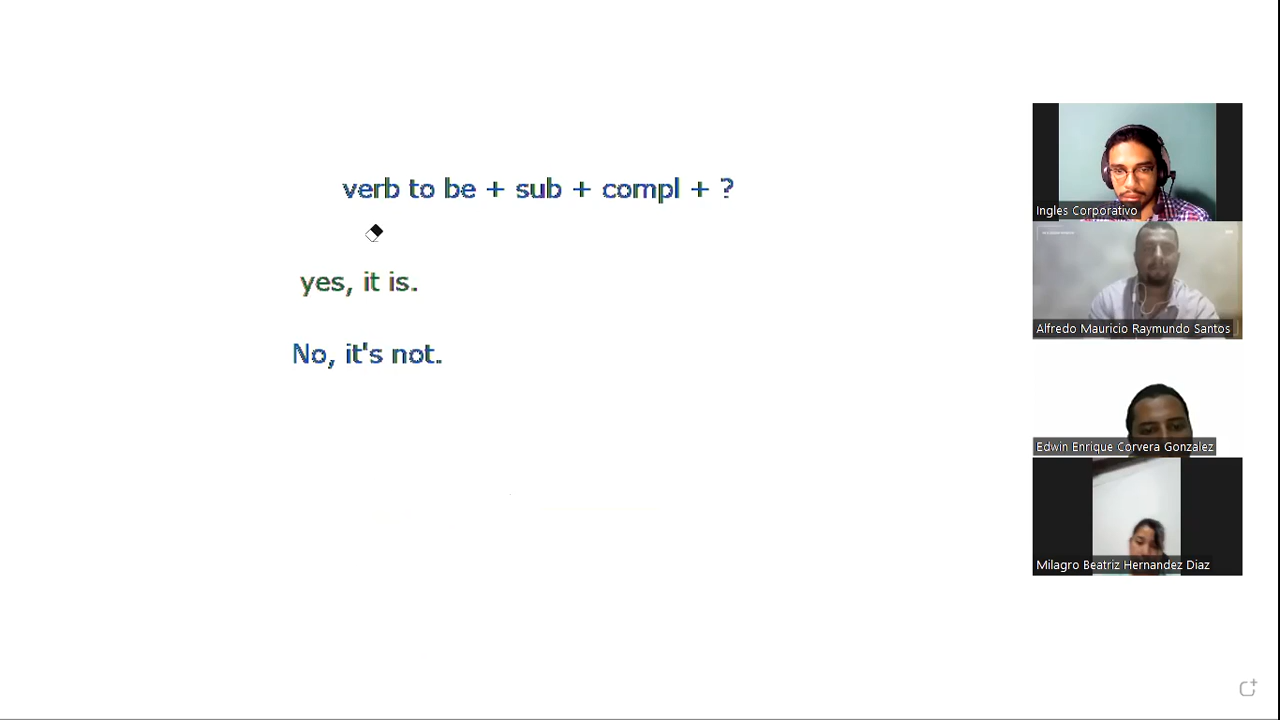 verb to be + sub + compl + ?
yes, it is.
No, it's not.
Ingles Corporativo
Alfredo Mauricio Raymundo Santos
Edwin Enrique Corvera Gonzalez
Milagro Beatriz Hernandez Diaz